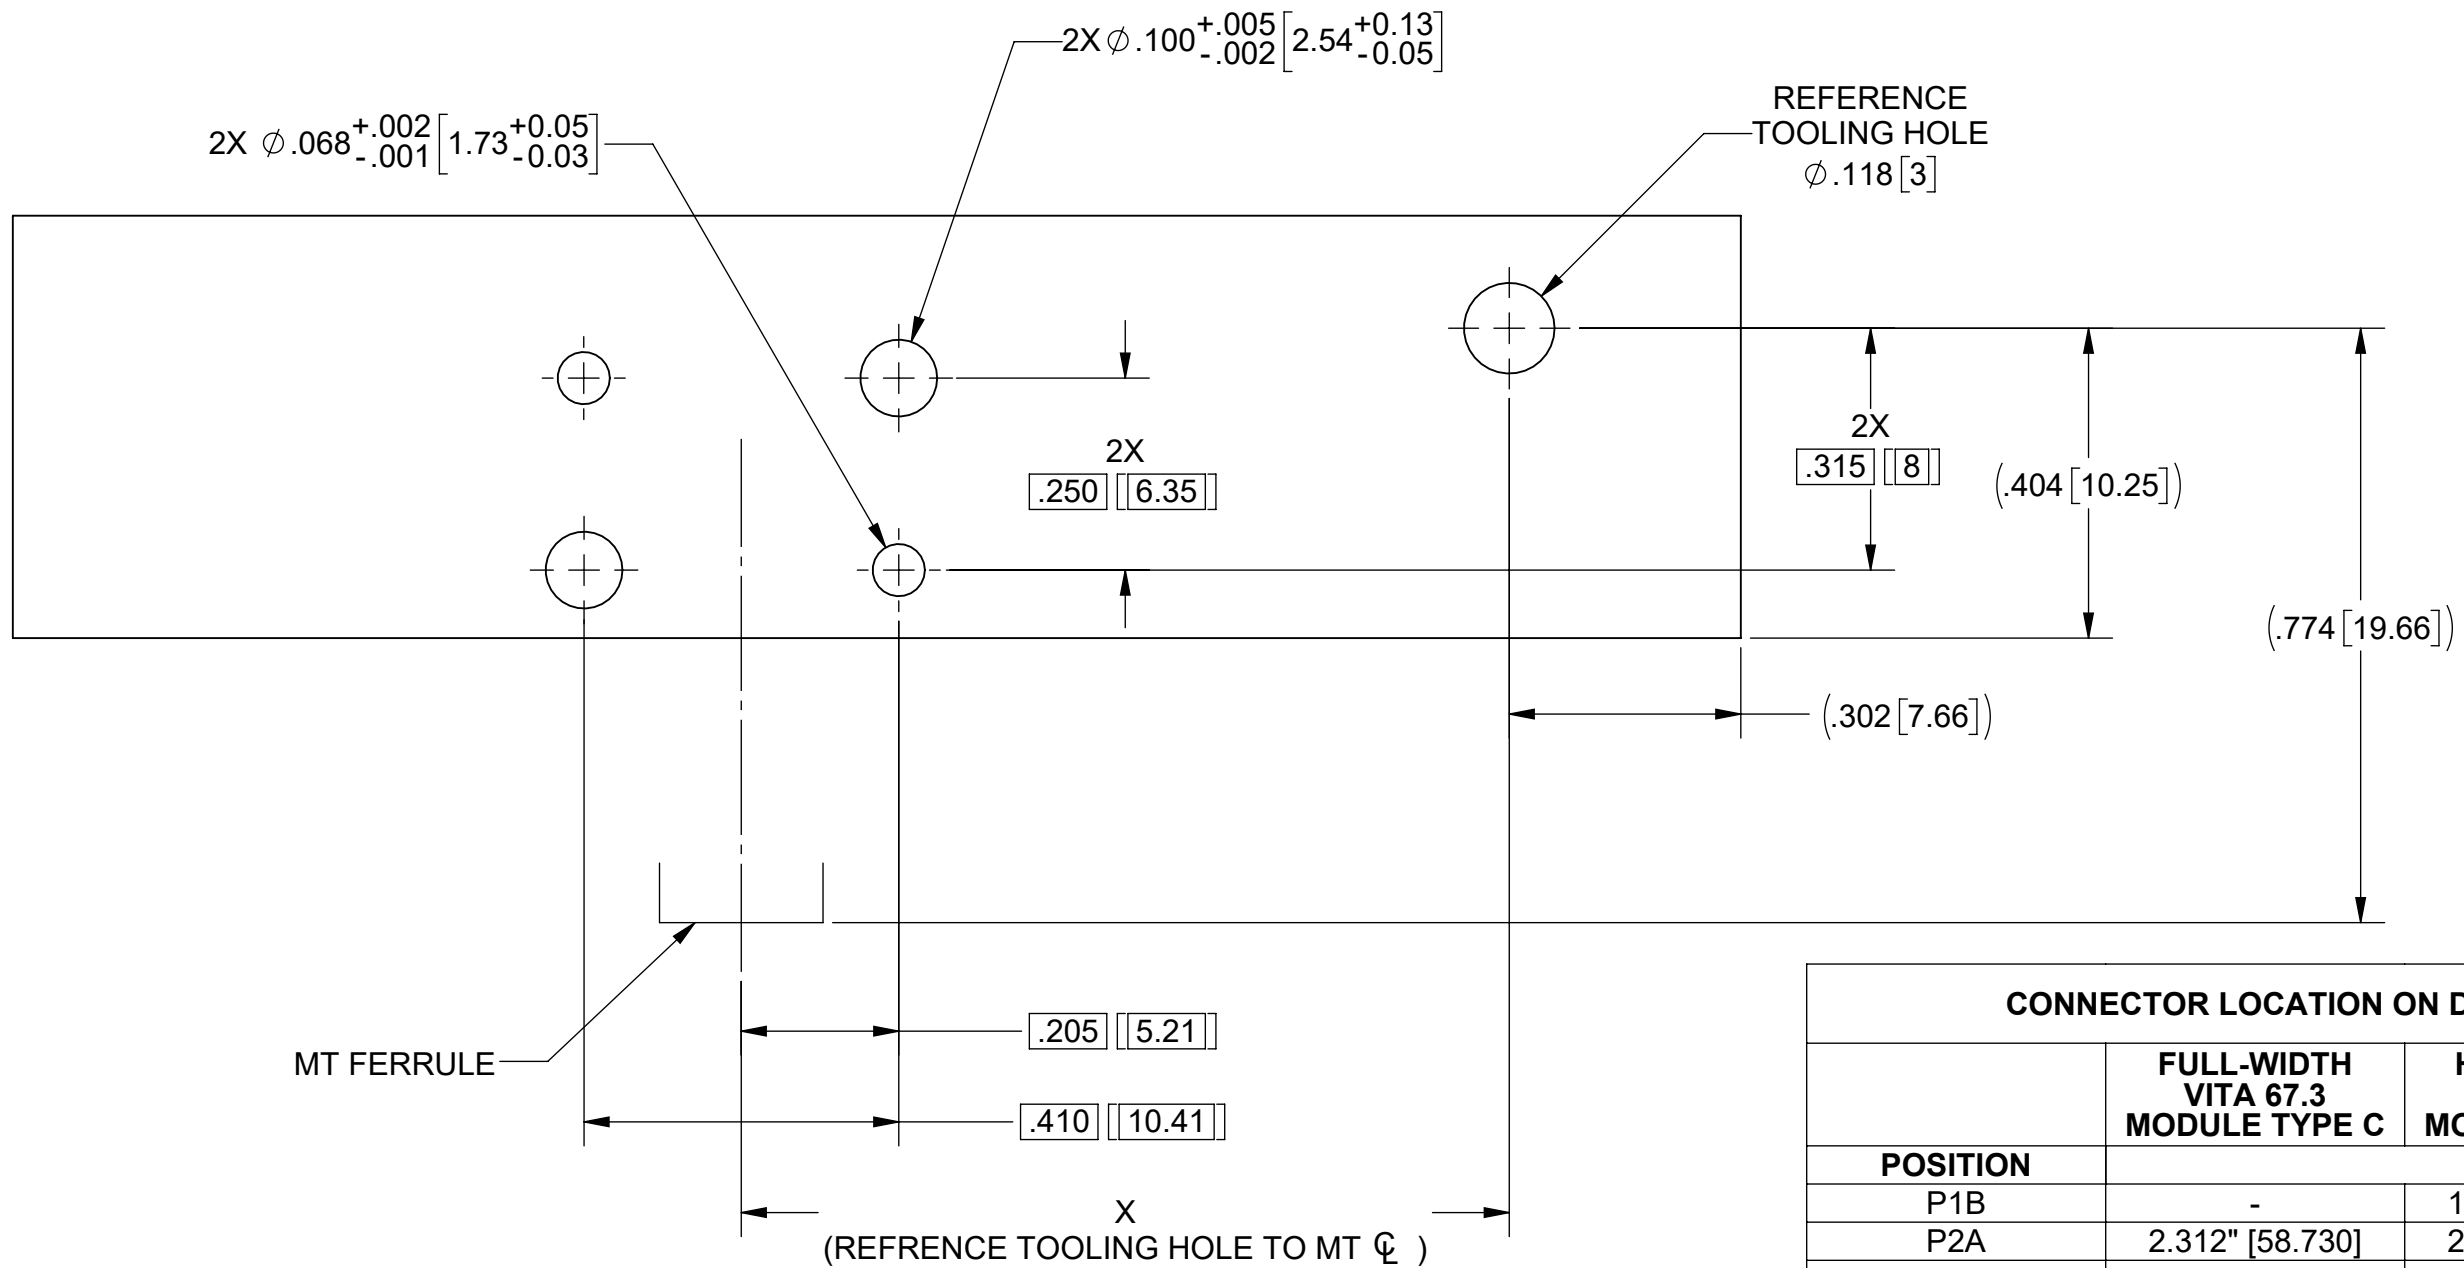 2X ⌀.100 +.005 -.002 [2.54 +0.13 -0.05]
2X ⌀.068 +.002 -.001 [1.73 +0.05 -0.03]
REFERENCE
TOOLING HOLE
⌀.118[3]
2X
.250 [6.35]
2X
.315 [8]
(.404[10.25])
(.774[19.66])
(.302[7.66])
MT FERRULE
.205 [5.21]
.410 [10.41]
X
(REFRENCE TOOLING HOLE TO MT ℄ )
CONNECTOR LOCATION ON D
FULL-WIDTH
VITA 67.3
MODULE TYPE C
H
MO
POSITION
P1B - 1
P2A 2.312" [58.730] 2